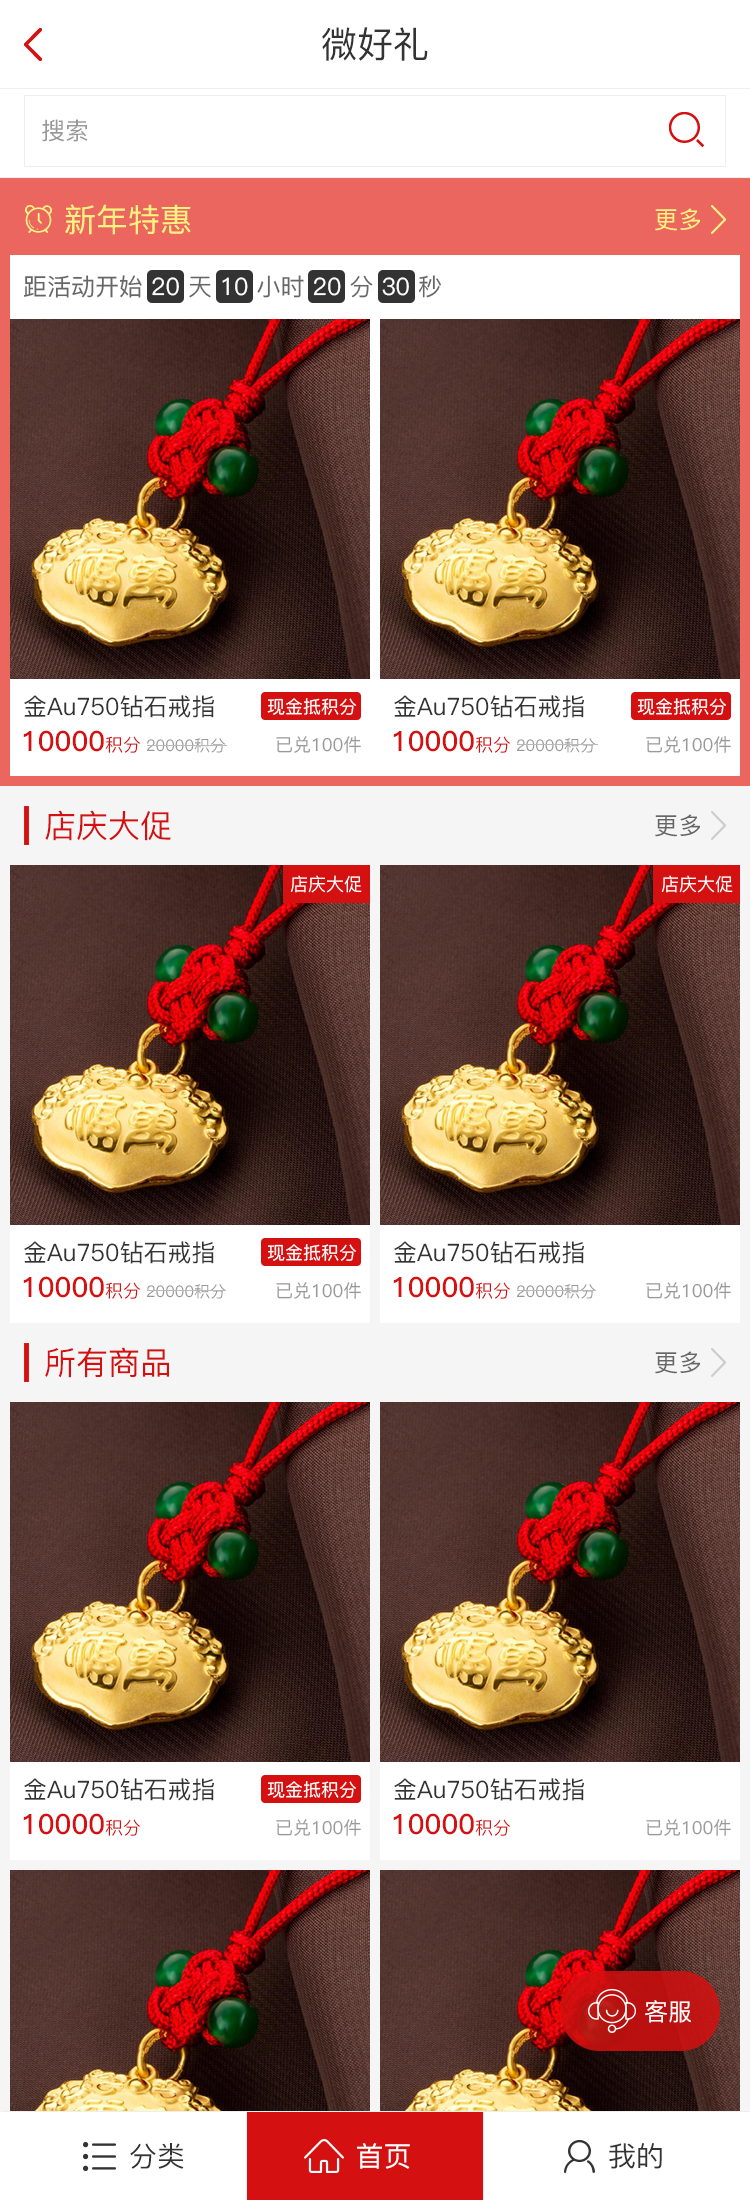 微好礼
搜索
新年特惠 更多
距活动开始 20 天 10 小时 20 分 30 秒
金Au750钻石戒指 现金抵积分 金Au750钻石戒指 现金抵积分
10000积分 20000积分 已兑100件 10000积分 20000积分 已兑100件
店庆大促 更多
店庆大促 店庆大促
金Au750钻石戒指 现金抵积分 金Au750钻石戒指
10000积分 20000积分 已兑100件 10000积分 20000积分 已兑100件
所有商品 更多
金Au750钻石戒指 现金抵积分 金Au750钻石戒指
10000积分 已兑100件 10000积分 已兑100件
客服
分类 首页 我的